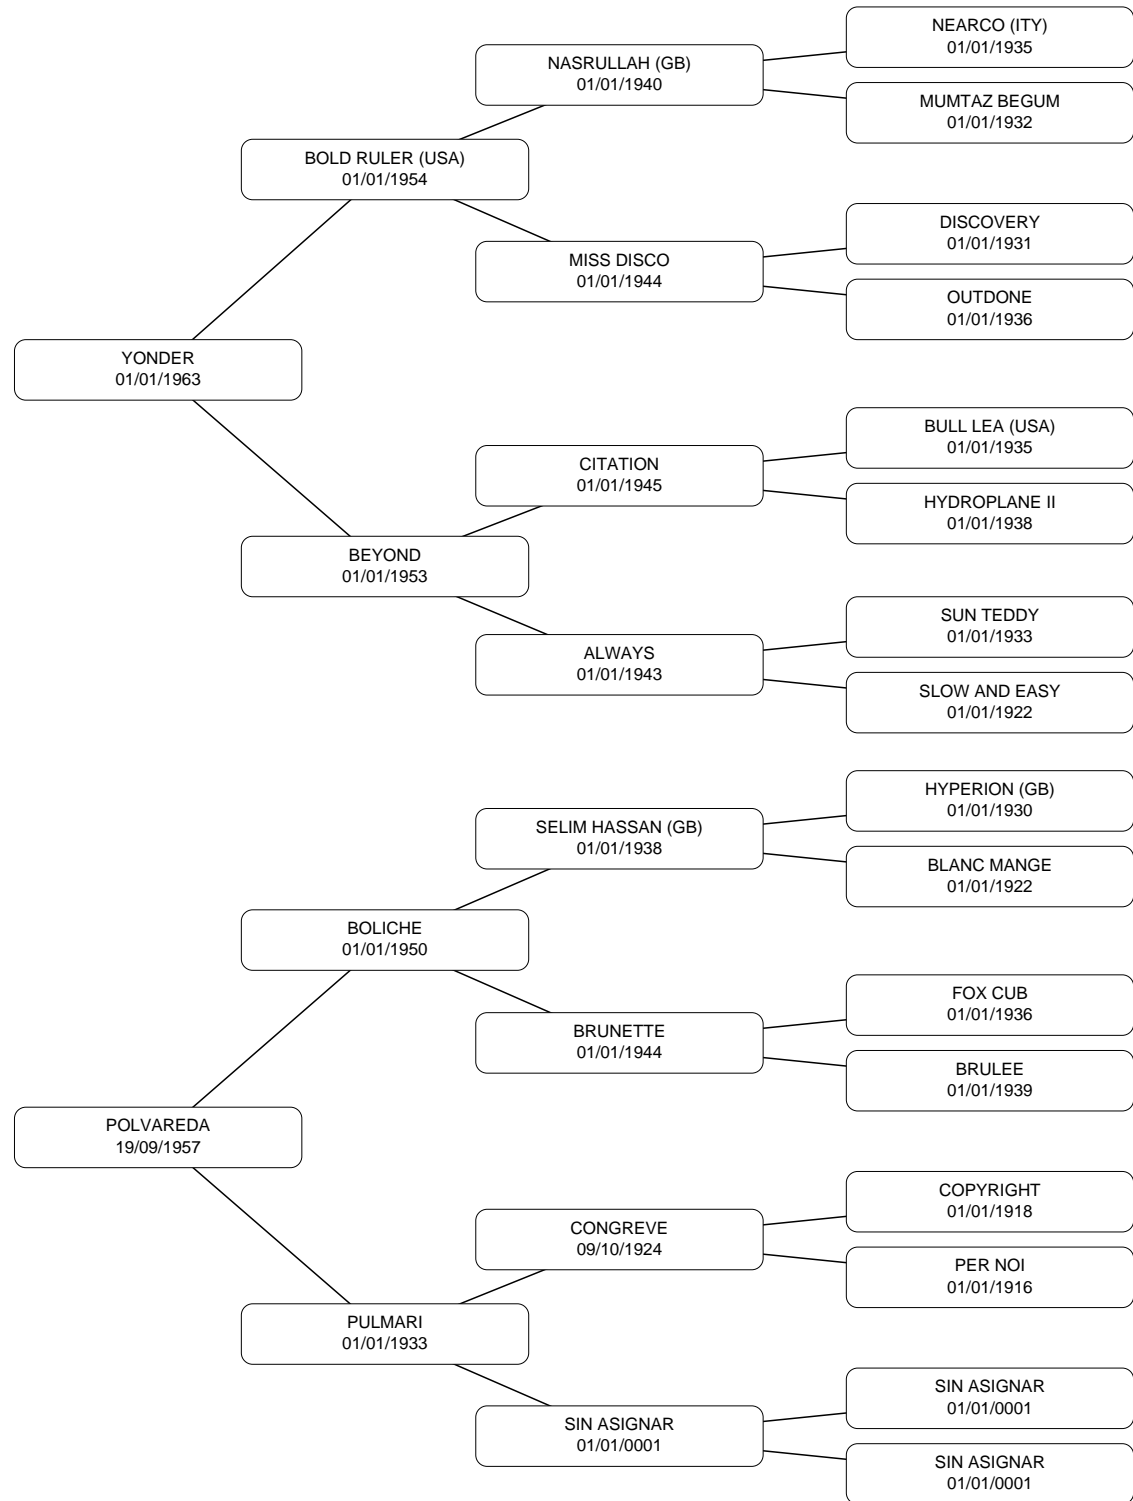 NEARCO (ITY)
01/01/1935
NASRULLAH (GB)
01/01/1940
MUMTAZ BEGUM
01/01/1932
BOLD RULER (USA)
01/01/1954
DISCOVERY
01/01/1931
MISS DISCO
01/01/1944
OUTDONE
01/01/1936
YONDER
01/01/1963
BULL LEA (USA)
01/01/1935
CITATION
01/01/1945
HYDROPLANE II
01/01/1938
BEYOND
01/01/1953
SUN TEDDY
01/01/1933
ALWAYS
01/01/1943
SLOW AND EASY
01/01/1922
HYPERION (GB)
01/01/1930
SELIM HASSAN (GB)
01/01/1938
BLANC MANGE
01/01/1922
BOLICHE
01/01/1950
FOX CUB
01/01/1936
BRUNETTE
01/01/1944
BRULEE
01/01/1939
POLVAREDA
19/09/1957
COPYRIGHT
01/01/1918
CONGREVE
09/10/1924
PER NOI
01/01/1916
PULMARI
01/01/1933
SIN ASIGNAR
01/01/0001
SIN ASIGNAR
01/01/0001
SIN ASIGNAR
01/01/0001